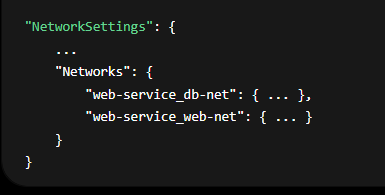 "NetworkSettings": {
    ...
    "Networks": {
        "web-service_db-net": { ... },
        "web-service_web-net": { ... }
    }
}